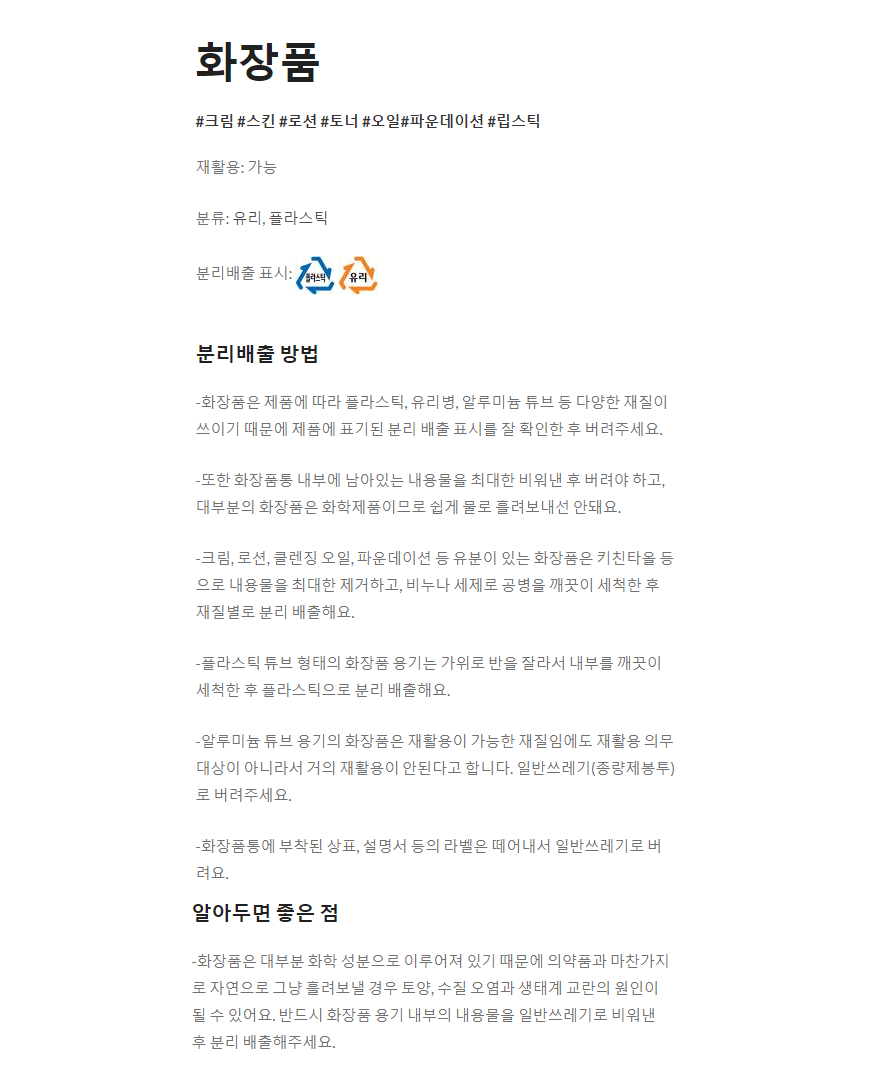 화장품
#크림 #스킨 #로션 #토너 #오일#파운데이션 #립스틱
재활용: 가능
분류: 유리, 플라스틱
분리배출 표시: 플라스틱 유리
분리배출 방법
-화장품은 제품에 따라 플라스틱, 유리병, 알루미늄 튜브 등 다양한 재질이
쓰이기 때문에 제품에 표기된 분리 배출 표시를 잘 확인한 후 버려주세요.
-또한 화장품통 내부에 남아있는 내용물을 최대한 비워낸 후 버려야 하고,
대부분의 화장품은 화학제품이므로 쉽게 물로 흘려보내선 안돼요.
-크림, 로션, 클렌징 오일, 파운데이션 등 유분이 있는 화장품은 키친타올 등
으로 내용물을 최대한 제거하고, 비누나 세제로 공병을 깨끗이 세척한 후
재질별로 분리 배출해요.
-플라스틱 튜브 형태의 화장품 용기는 가위로 반을 잘라서 내부를 깨끗이
세척한 후 플라스틱으로 분리 배출해요.
-알루미늄 튜브 용기의 화장품은 재활용이 가능한 재질임에도 재활용 의무
대상이 아니라서 거의 재활용이 안된다고 합니다. 일반쓰레기(종량제봉투)
로 버려주세요.
-화장품통에 부착된 상표, 설명서 등의 라벨은 떼어내서 일반쓰레기로 버
려요.
알아두면 좋은 점
-화장품은 대부분 화학 성분으로 이루어져 있기 때문에 의약품과 마찬가지
로 자연으로 그냥 흘려보낼 경우 토양, 수질 오염과 생태계 교란의 원인이
될 수 있어요. 반드시 화장품 용기 내부의 내용물을 일반쓰레기로 비워낸
후 분리 배출해주세요.